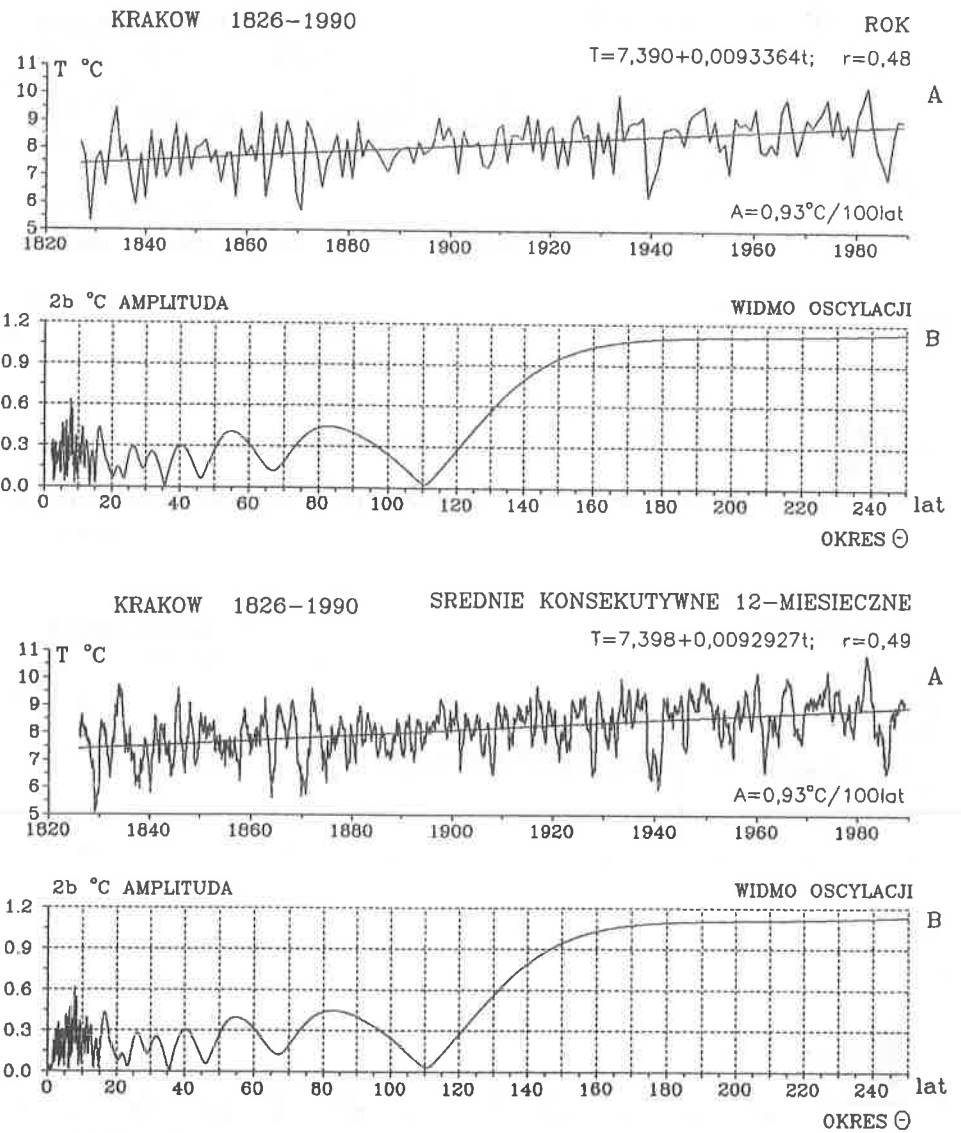 KRAKOW 1826-1990 ROK
T=7,390+0,0093364t; r=0,48
T °C
A
11
10
9
8
7
6
5
A=0,93°C/100lat
1820 1840 1860 1880 1900 1920 1940 1960 1980
2b °C AMPLITUDA WIDMO OSCYLACJI
B
1.2
0.9
0.6
0.3
0.0
0 20 40 60 80 100 120 140 160 180 200 220 240 lat
OKRES Θ
KRAKOW 1826-1990 SREDNIE KONSEKUTYWNE 12-MIESIECZNE
T=7,398+0,0092927t; r=0,49
T °C
A
11
10
9
8
7
6
5
A=0,93°C/100lat
1820 1840 1860 1880 1900 1920 1940 1960 1980
2b °C AMPLITUDA WIDMO OSCYLACJI
B
1.2
0.9
0.6
0.3
0.0
0 20 40 60 80 100 120 140 160 180 200 220 240 lat
OKRES Θ